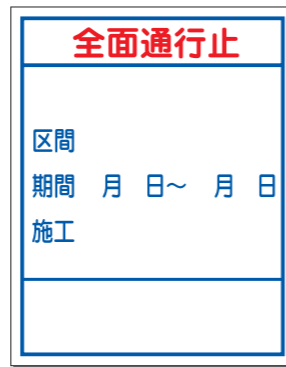 全面通行止
区間
期間　月　日～　月　日
施工